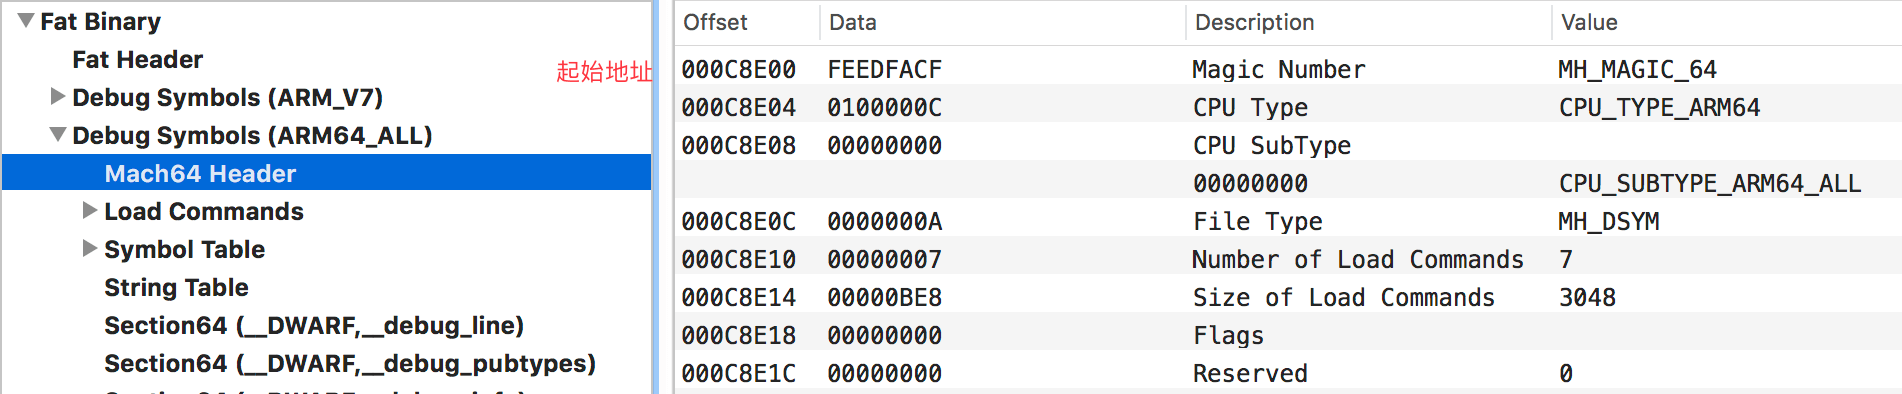 Fat Binary
Fat Header
起始地址
Debug Symbols (ARM_V7)
Debug Symbols (ARM64_ALL)
Mach64 Header
Load Commands
Symbol Table
String Table
Section64 (__DWARF,__debug_line)
Section64 (__DWARF,__debug_pubtypes)
Offset Data Description Value
000C8E00 FEEDFACF Magic Number MH_MAGIC_64
000C8E04 0100000C CPU Type CPU_TYPE_ARM64
000C8E08 00000000 CPU SubType
00000000 CPU_SUBTYPE_ARM64_ALL
000C8E0C 0000000A File Type MH_DSYM
000C8E10 00000007 Number of Load Commands 7
000C8E14 00000BE8 Size of Load Commands 3048
000C8E18 00000000 Flags
000C8E1C 00000000 Reserved 0